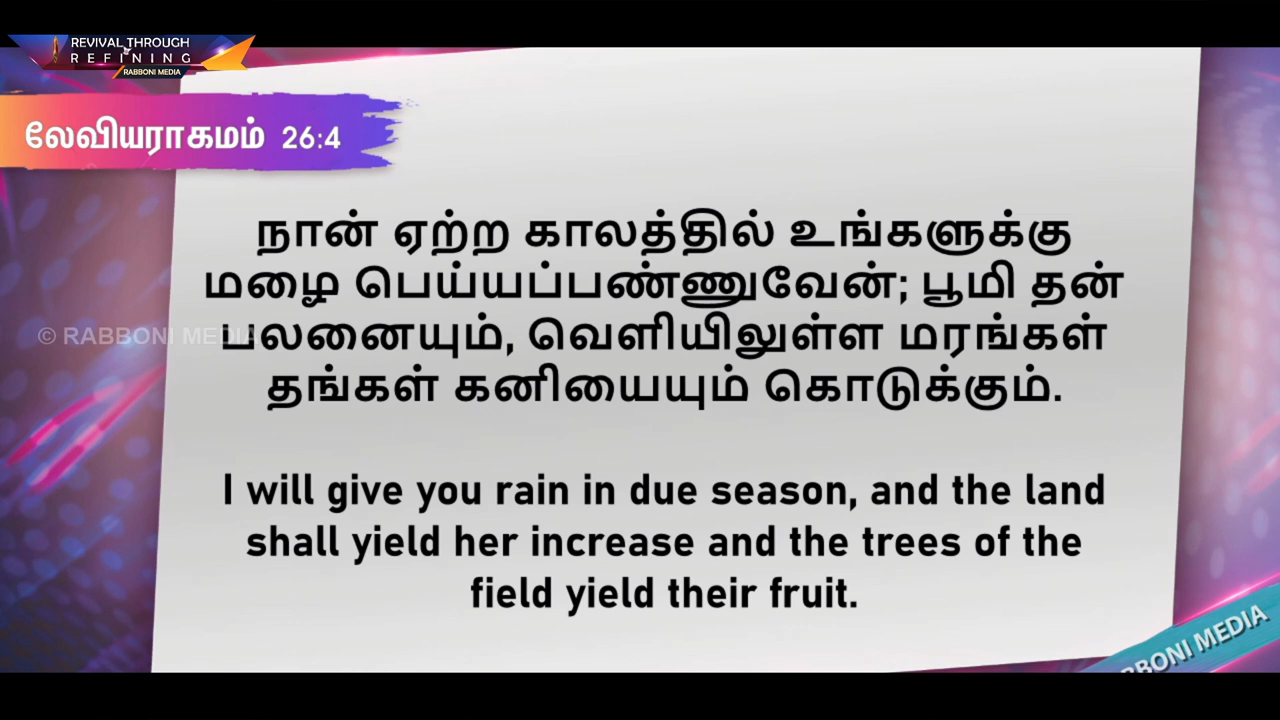 REVIVAL THROUGH
REFINING
RABBONI MEDIA
லேவியராகமம் 26:4
நான் ஏற்ற காலத்தில் உங்களுக்கு
மழை பெய்யப்பண்ணுவேன்; பூமி தன்
பலனையும், வெளியிலுள்ள மரங்கள்
தங்கள் கனியையும் கொடுக்கும்.
© RABBONI MEDIA
I will give you rain in due season, and the land
shall yield her increase and the trees of the
field yield their fruit.
BBONI MEDIA